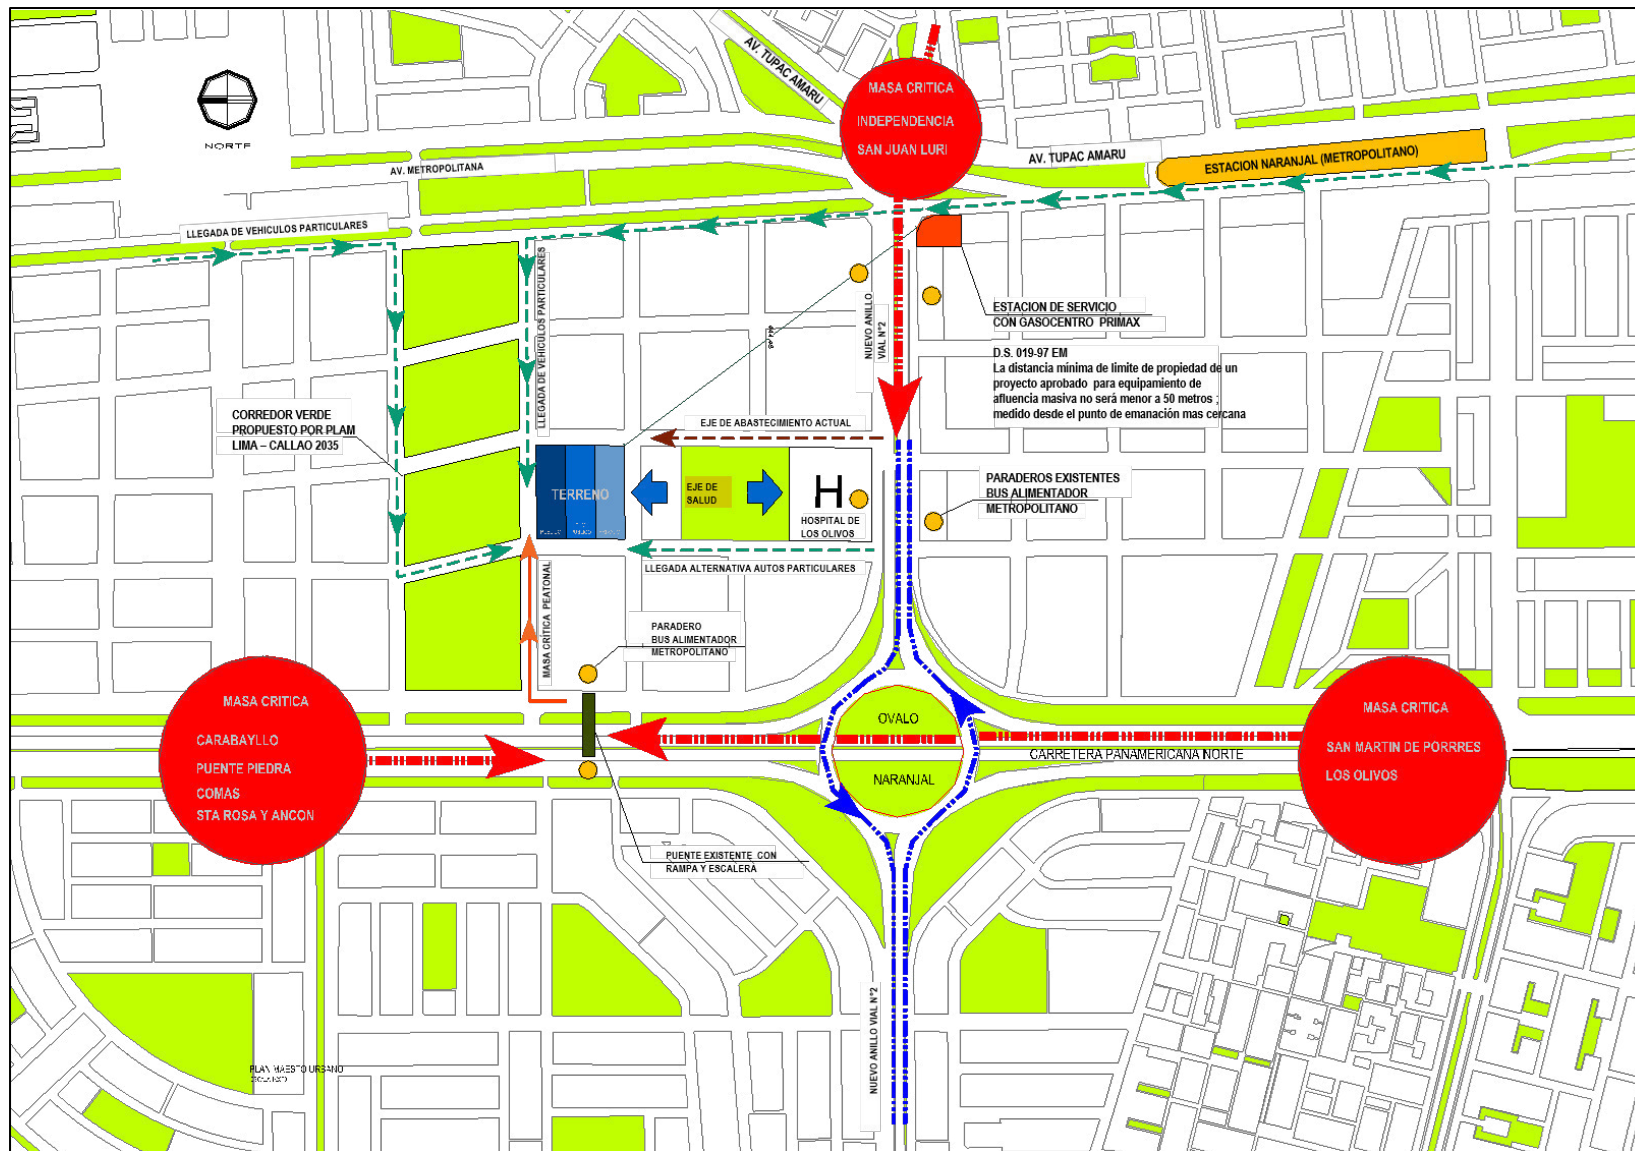 AV. TUPAC AMARU
NORTE
MASA CRITICA
INDEPENDENCIA
SAN JUAN LURI
AV. METROPOLITANA
AV. TUPAC AMARU
ESTACION NARANJAL (METROPOLITANO)
LLEGADA DE VEHICULOS PARTICULARES
LLEGADA DE VEHICULOS PARTICULARES
NUEVO ANILLO
VIAL N°2
ESTACION DE SERVICIO
CON GASOCENTRO PRIMAX
D.S. 019-97 EM
La distancia mínima de limite de propiedad de un
proyecto aprobado para equipamiento de
afluencia masiva no será menor a 50 metros ;
medido desde el punto de emanación mas cercana
CORREDOR VERDE
PROPUESTO POR PLAM
LIMA – CALLAO 2035
EJE DE ABASTECIMIENTO ACTUAL
TERRENO
EJE DE
SALUD
H
HOSPITAL DE
LOS OLIVOS
PARADEROS EXISTENTES
BUS ALIMENTADOR
METROPOLITANO
LLEGADA ALTERNATIVA AUTOS PARTICULARES
MASA CRÍTICA PEATONAL
PARADERO
BUS ALIMENTADOR
METROPOLITANO
MASA CRITICA
CARABAYLLO
PUENTE PIEDRA
COMAS
STA ROSA Y ANCON
OVALO
NARANJAL
CARRETERA PANAMERICANA NORTE
MASA CRITICA
SAN MARTIN DE PORRRES
LOS OLIVOS
PUENTE EXISTENTE CON
RAMPA Y ESCALERA
NUEVO ANILLO VIAL N°2
PLAN MAESTO URBANO